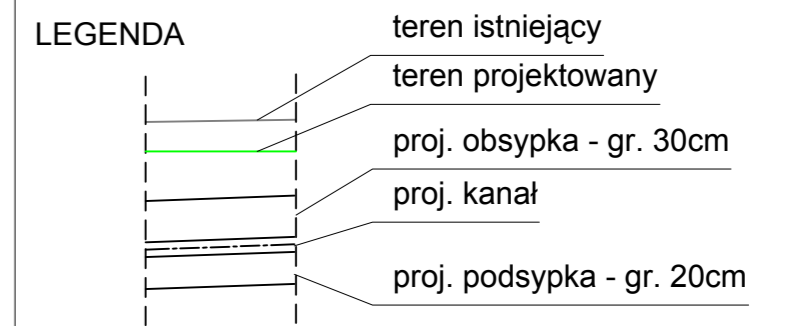 LEGENDA
teren istniejący
teren projektowany
proj. obsypka - gr. 30cm
proj. kanał
proj. podsypka - gr. 20cm